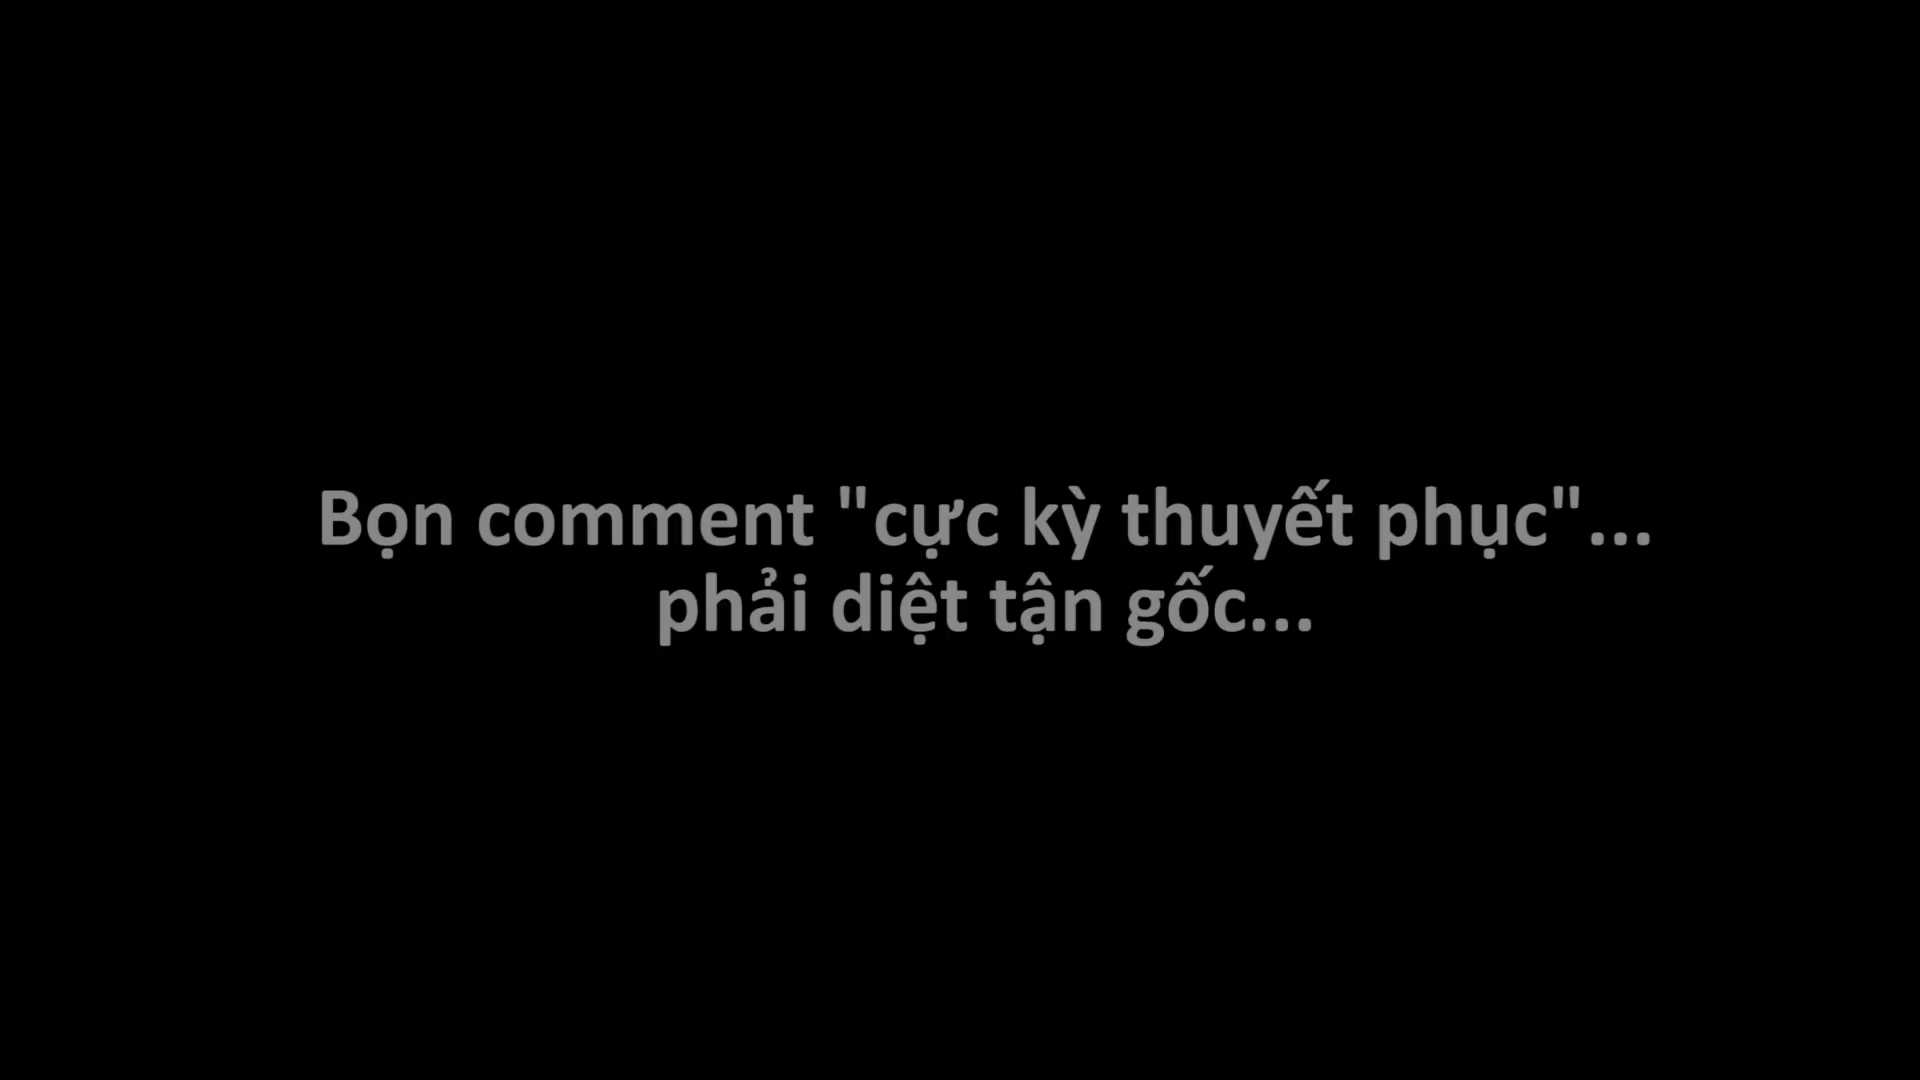 Bọn comment "cực kỳ thuyết phục"...
phải diệt tận gốc...